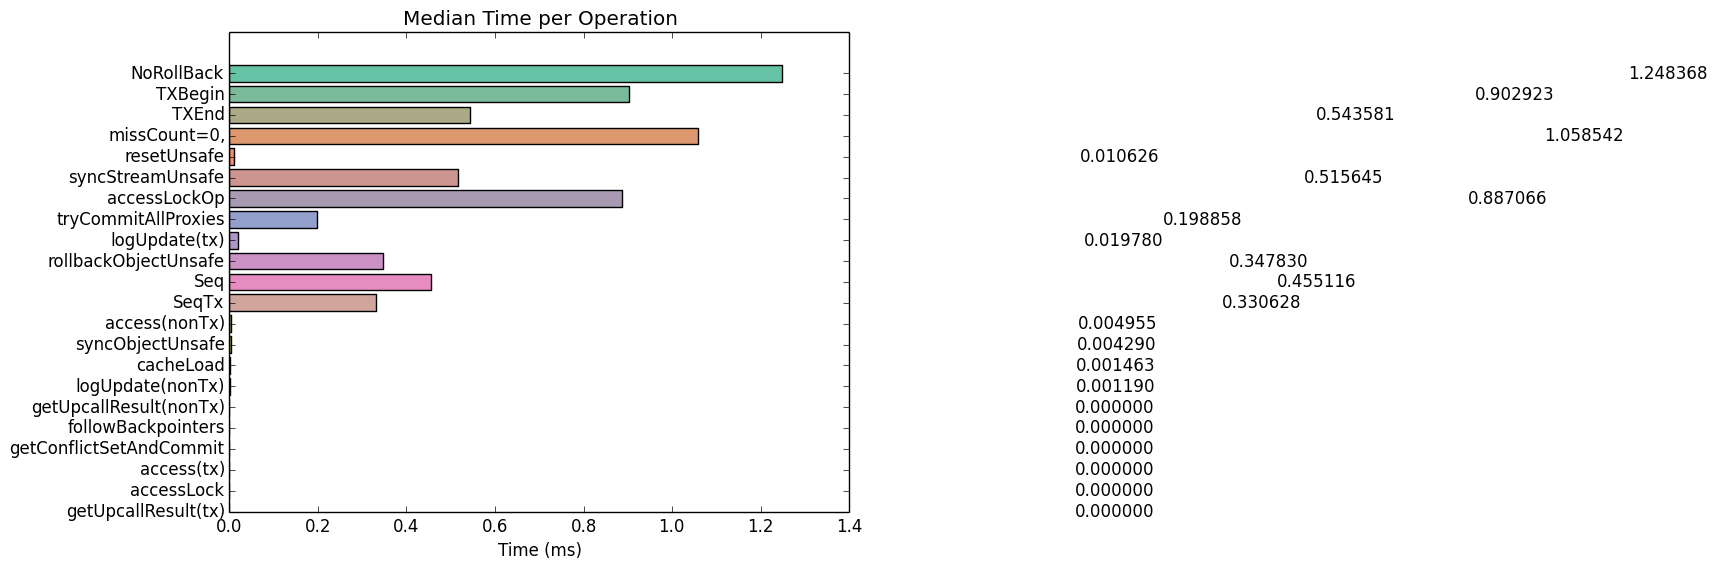 Median Time per Operation
NoRollBack 1.248368
TXBegin 0.902923
TXEnd 0.543581
missCount=0, 1.058542
resetUnsafe 0.010626
syncStreamUnsafe 0.515645
accessLockOp 0.887066
tryCommitAllProxies 0.198858
logUpdate(tx) 0.019780
rollbackObjectUnsafe 0.347830
Seq 0.455116
SeqTx 0.330628
access(nonTx) 0.004955
syncObjectUnsafe 0.004290
cacheLoad 0.001463
logUpdate(nonTx) 0.001190
getUpcallResult(nonTx) 0.000000
followBackpointers 0.000000
getConflictSetAndCommit 0.000000
access(tx) 0.000000
accessLock 0.000000
getUpcallResult(tx) 0.000000
0.0 0.2 0.4 0.6 0.8 1.0 1.2 1.4
Time (ms)